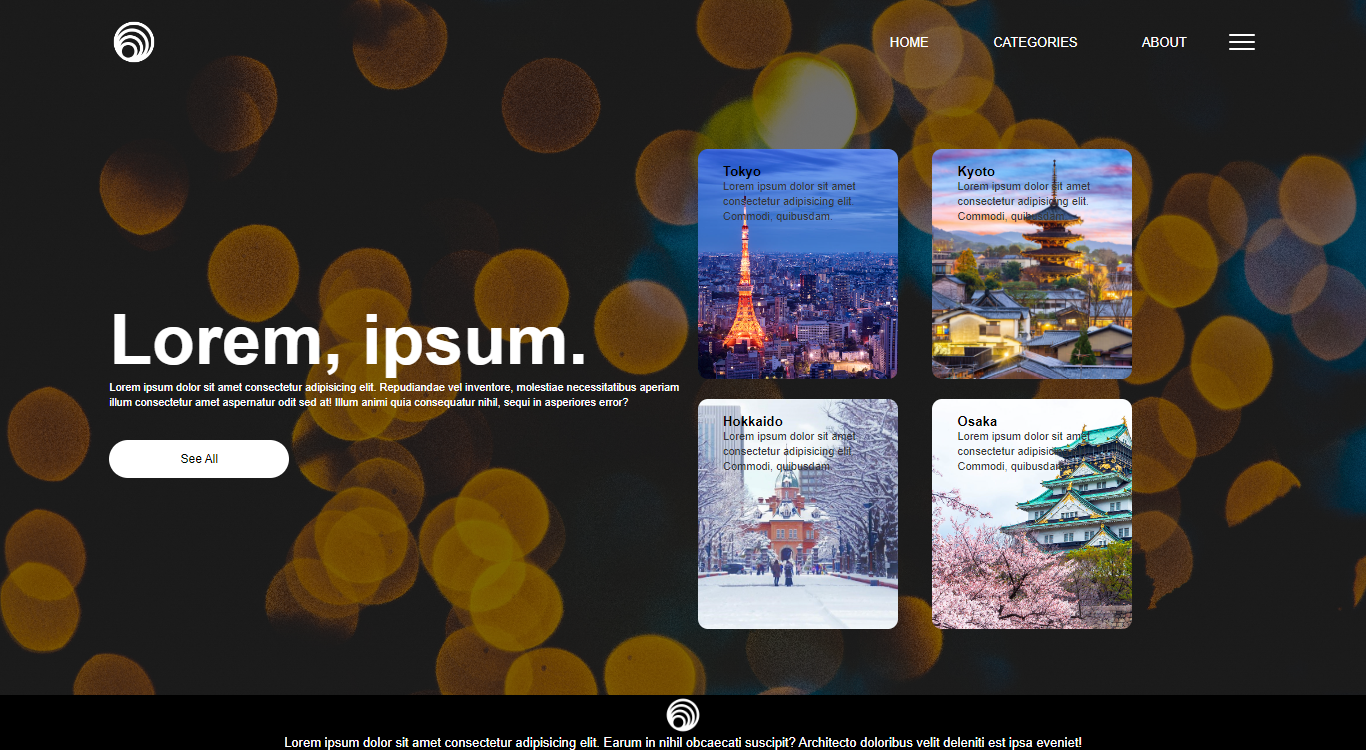 HOME CATEGORIES ABOUT
Tokyo
Lorem ipsum dolor sit amet
consectetur adipisicing elit.
Commodi, quibusdam.
Kyoto
Lorem ipsum dolor sit amet
consectetur adipisicing elit.
Commodi, quibusdam.
Lorem, ipsum.
Lorem ipsum dolor sit amet consectetur adipisicing elit. Repudiandae vel inventore, molestiae necessitatibus aperiam
illum consectetur amet aspernatur odit sed at! Illum animi quia consequatur nihil, sequi in asperiores error?
See All
Hokkaido
Lorem ipsum dolor sit amet
consectetur adipisicing elit.
Commodi, quibusdam.
Osaka
Lorem ipsum dolor sit amet
consectetur adipisicing elit.
Commodi, quibusdam.
Lorem ipsum dolor sit amet consectetur adipisicing elit. Earum in nihil obcaecati suscipit? Architecto doloribus velit deleniti est ipsa eveniet!